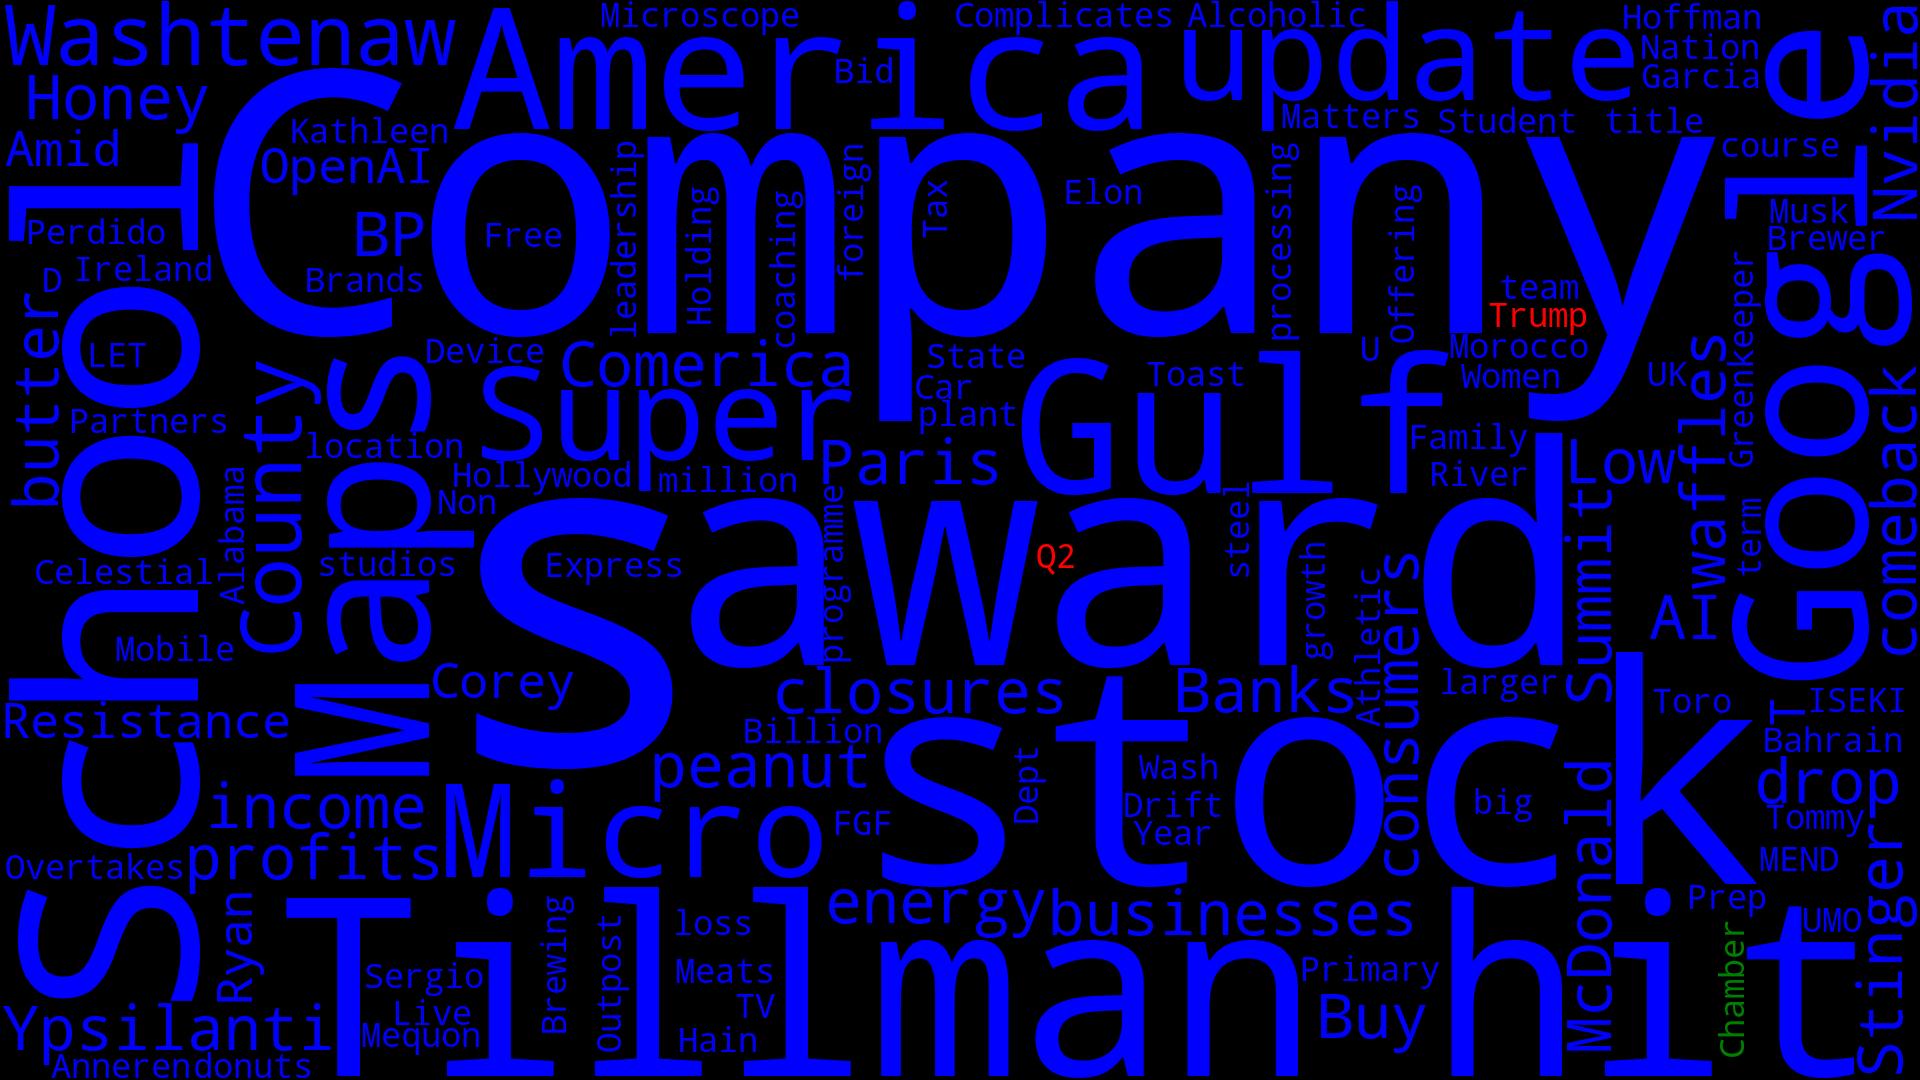 Washtenaw
America
Microscope
Complicates
Alcoholic
update
Hoffman
Nation
Garcia
Google
Nvidia
Honey
Bid
Amid
Kathleen
OpenAI
Company
Matters
Student
title
course
School
BP
Free
leadership
Holding
coaching
foreign
Tax
Elon
processing
Offering
Musk
Brewer
Perdido
D
Ireland
Brands
team
Trump
butter
LET
Device
Comerica
State
Car
plant
Toast
U
Morocco
Women
UK
waffles
Greenkeeper
comeback
Partners
county
Maps
location
Super
Gulf
Family
River
Low
Hollywood
million
Paris
Non
Alabama
Celestial
studios
Express
s
award
programme
Q2
steel
growth
Athletic
consumers
Summit
term
AI
Mobile
Corey
closures
Banks
larger
Toro
T
ISEKI
Resistance
Billion
peanut
stock
Dept
Wash
Drift
Year
big
Bahrain
drop
Tommy
MEND
income
Micro
FGF
McDonald
Overtakes
profits
energy
businesses
Prep
UMO
Stinger
Ryan
Tillman
hit
Sergio
Live
Mequon
Brewing
Outpost
loss
Meats
TV
Hain
Primary
Buy
Chamber
Ypsilanti
Anneren
donuts